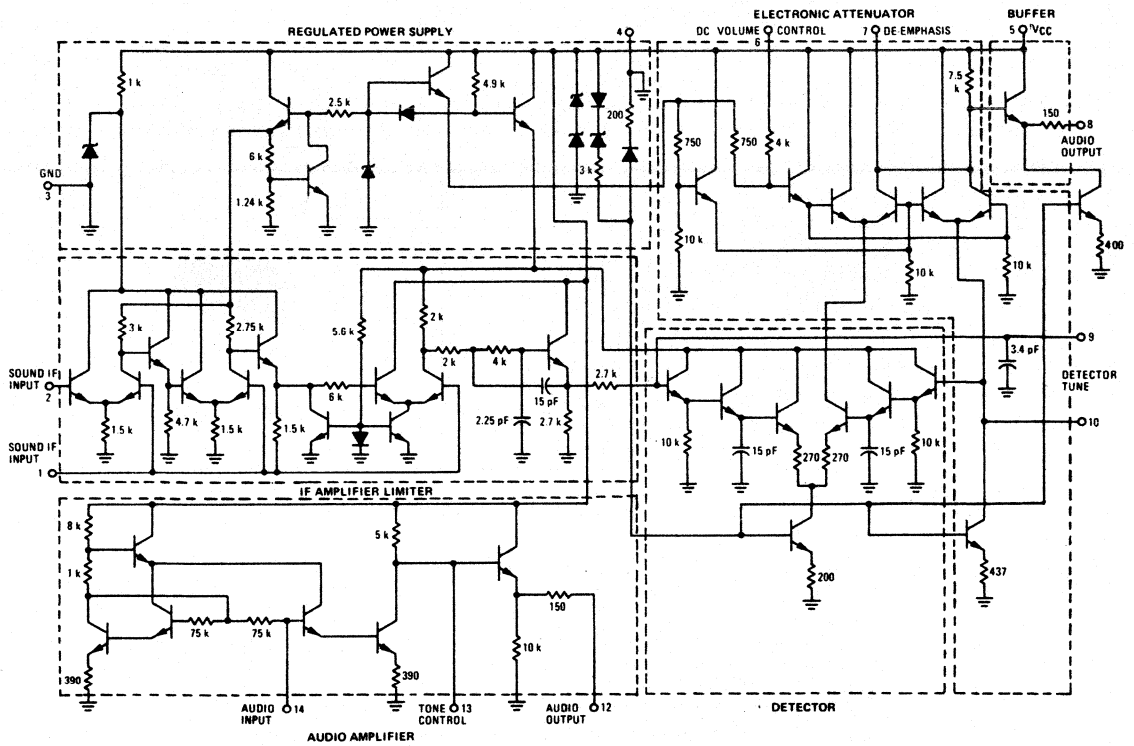 ELECTRONIC ATTENUATOR
BUFFER
REGULATED POWER SUPPLY
4
DC VOLUME CONTROL
6
7 DE-EMPHASIS
5 VCC
1 k
4.9 k
7.5 k
2.5 k
200
750
750
4 k
150
8
AUDIO OUTPUT
6 k
3 k
GND
3
1.24 k
10 k
10 k
10 k
400
3 k
2.75 k
5.6 k
2 k
2 k
4 k
9
3.4 pF
SOUND IF INPUT
2
6 k
15 pF
2.7 k
DETECTOR TUNE
1.5 k
4.7 k
1.5 k
1.5 k
2.25 pF
2.7 k
10 k
15 pF
270
270
15 pF
10 k
10
SOUND IF INPUT
1
IF AMPLIFIER LIMITER
8 k
5 k
1 k
200
437
75 k
75 k
150
10 k
390
390
AUDIO INPUT
14
TONE CONTROL
13
AUDIO OUTPUT
12
DETECTOR
AUDIO AMPLIFIER